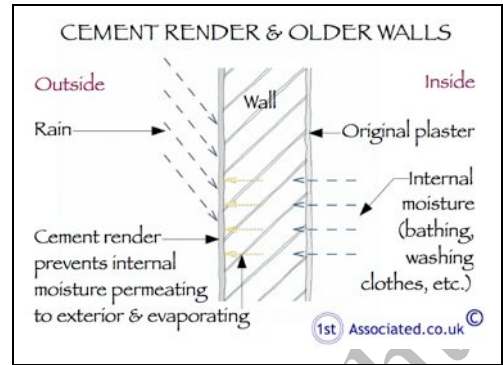 CEMENT RENDER & OLDER WALLS
Outside
Inside
Wall
Rain
Original plaster
Internal
moisture
(bathing,
washing
clothes, etc.)
Cement render
prevents internal
moisture permeating
to exterior & evaporating
1st Associated.co.uk ©